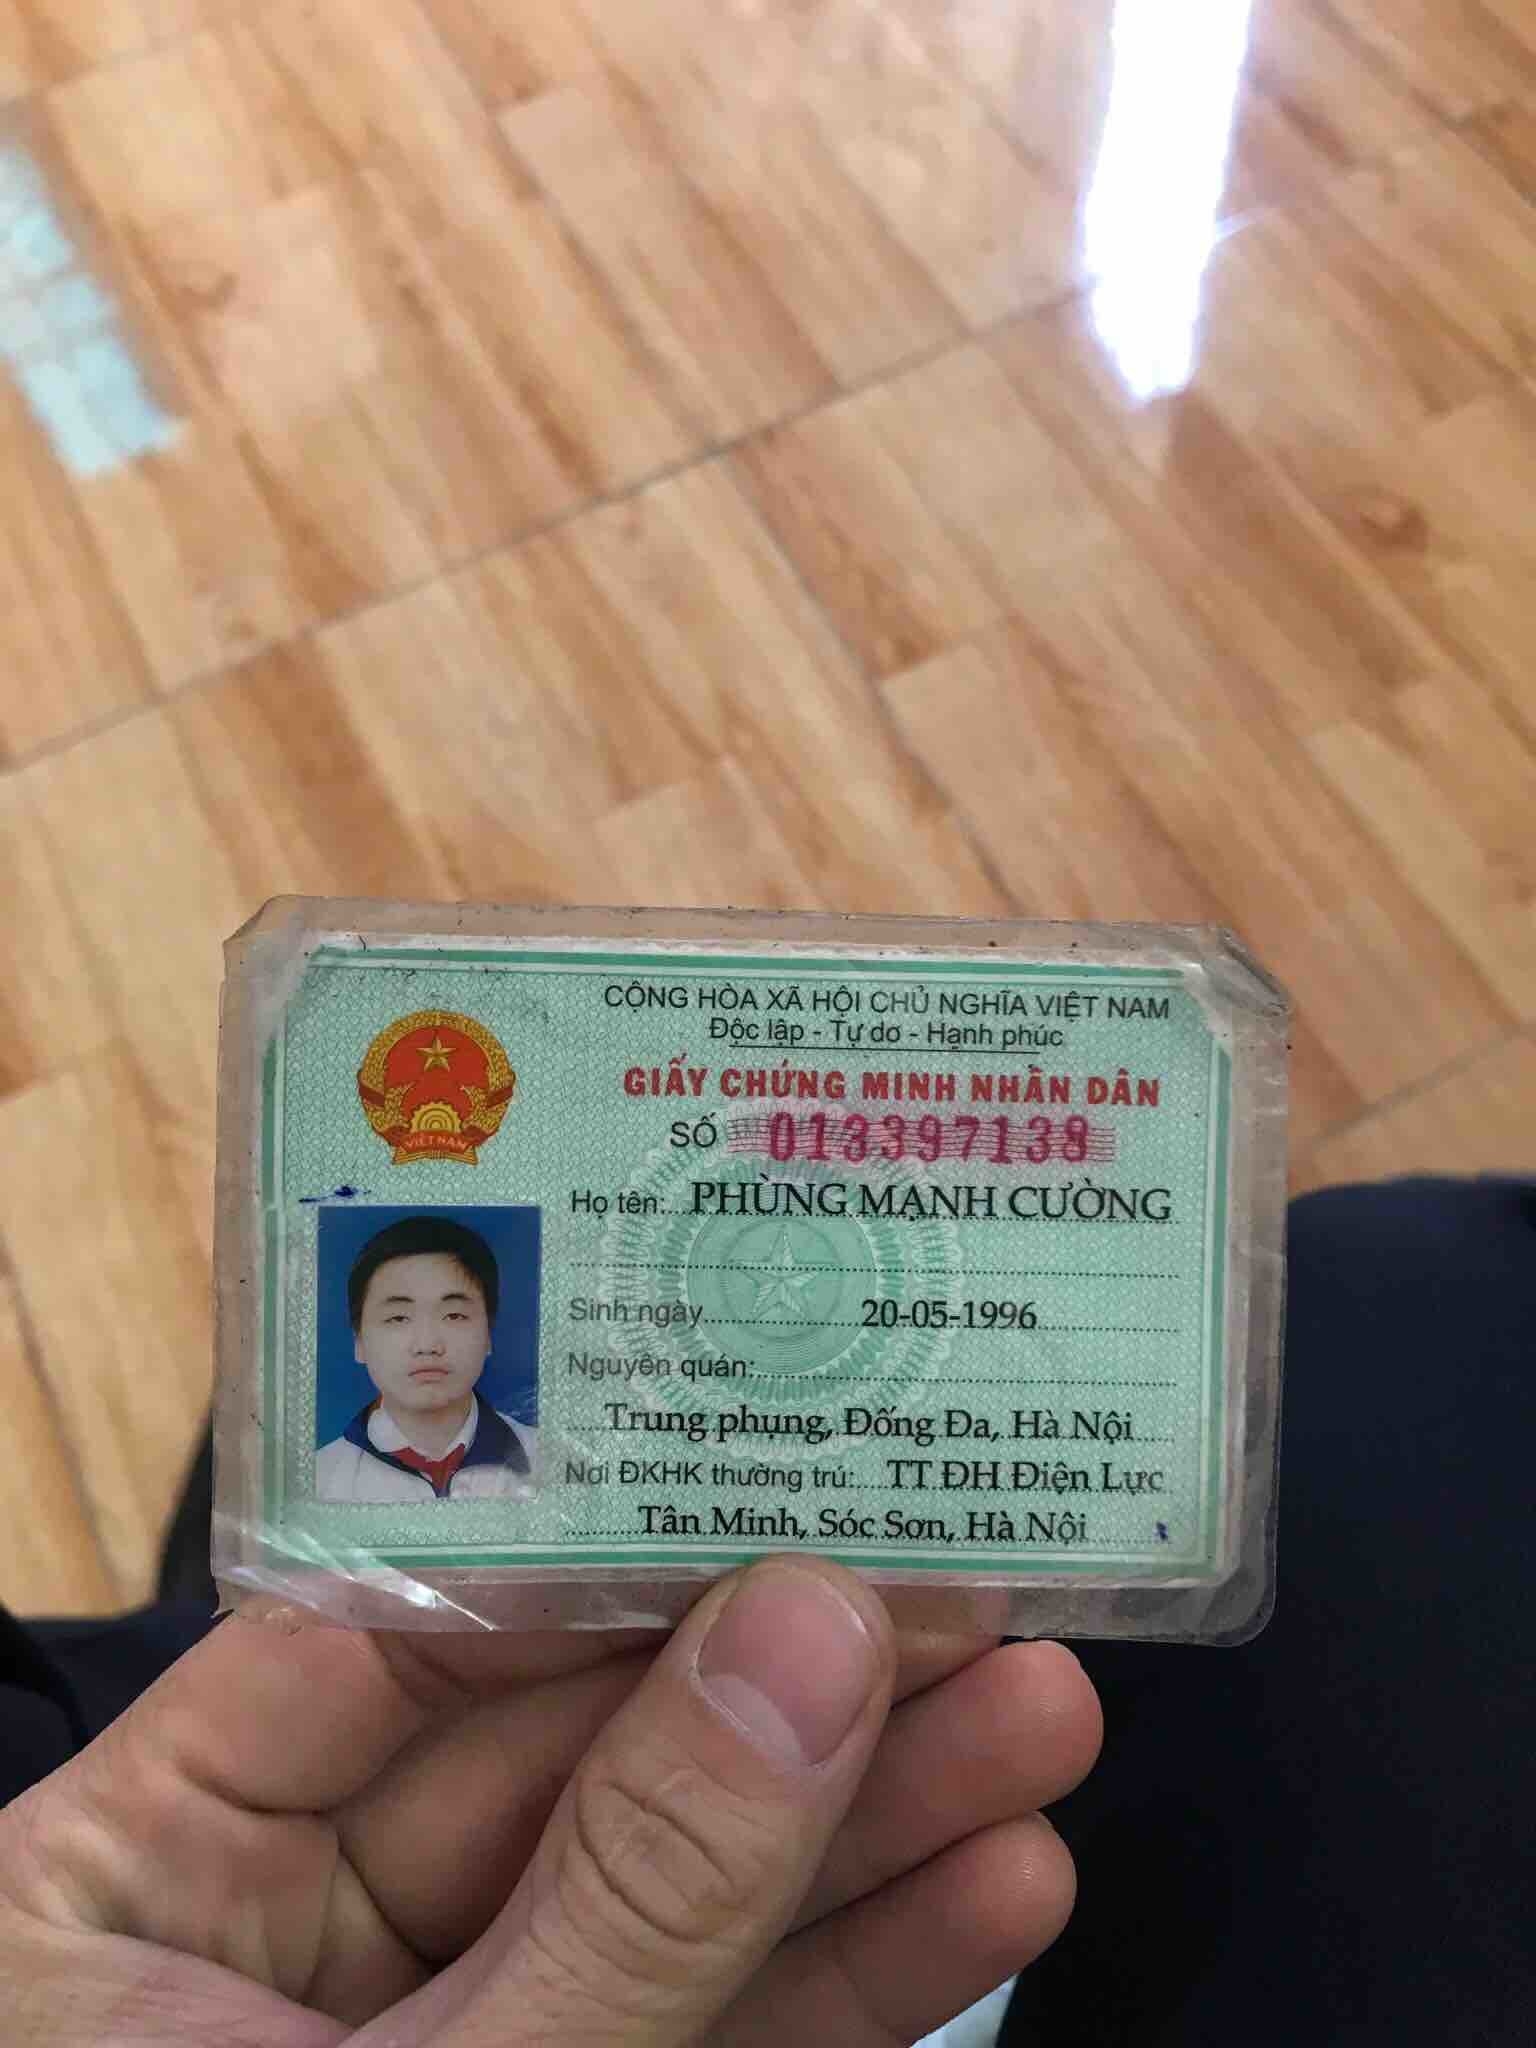 CỘNG HÒA XÃ HỘI CHỦ NGHĨA VIỆT NAM
Độc lập - Tự do - Hạnh phúc
GIẤY CHỨNG MINH NHÂN DÂN
SỐ 013397138
VIỆT NAM
Họ tên: PHÙNG MẠNH CƯỜNG
Sinh ngày 20-05-1996
Nguyên quán:
Trung phụng, Đống Đa, Hà Nội
Nơi ĐKHK thường trú: TT ĐH Điện Lực
Tân Minh, Sóc Sơn, Hà Nội